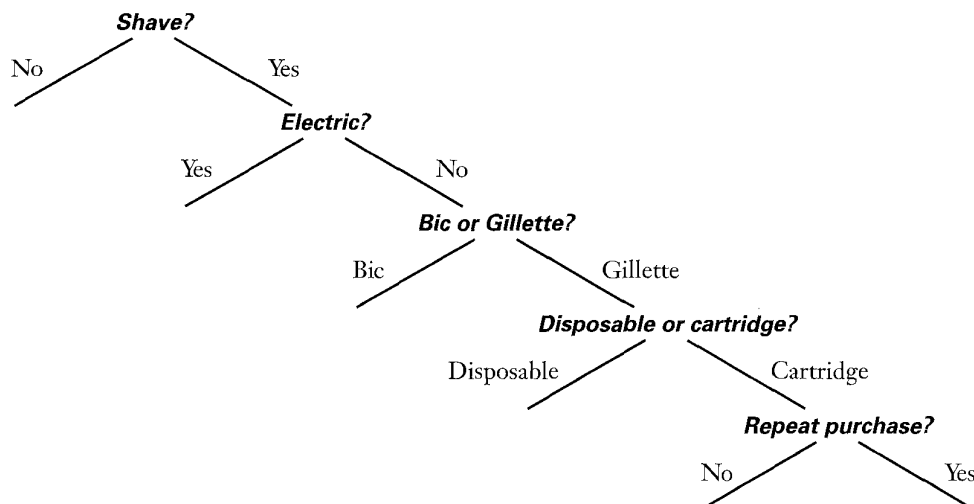 Shave?
No
Yes
Electric?
Yes
No
Bic or Gillette?
Bic
Gillette
Disposable or cartridge?
Disposable
Cartridge
Repeat purchase?
No
Yes